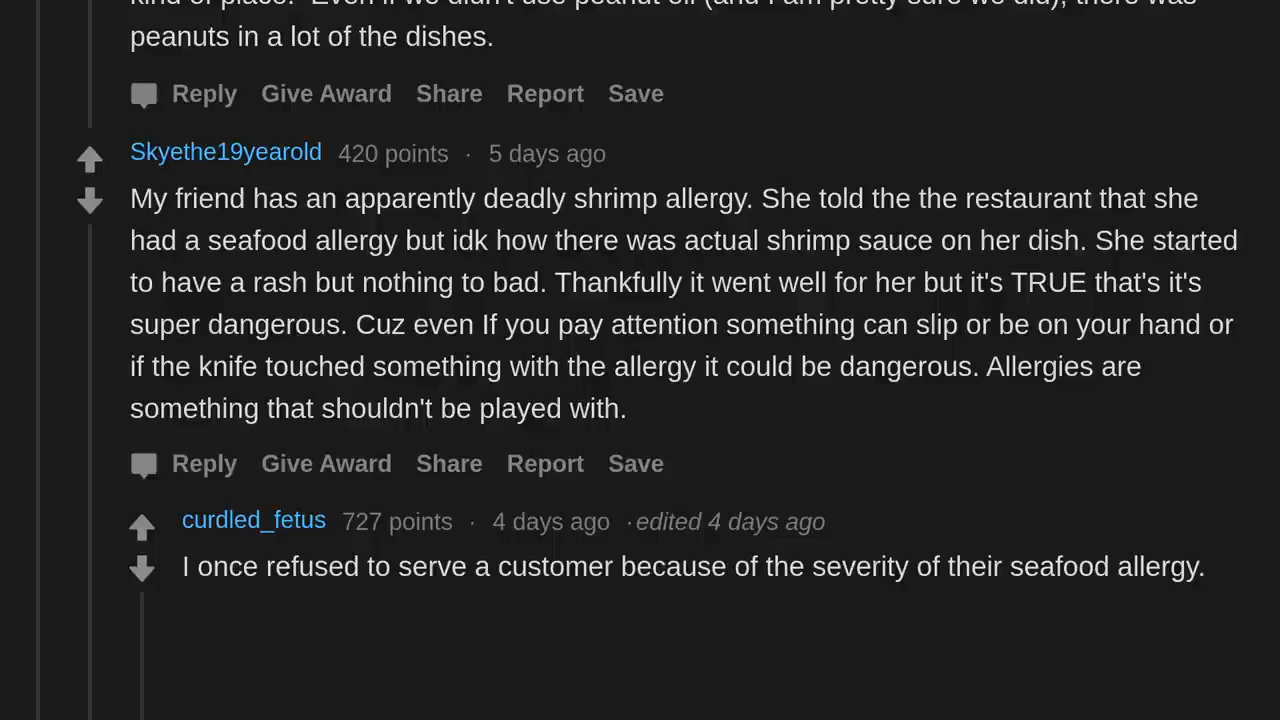 kind of place? Even if we didn't use peanut oil (and I am pretty sure we did), there was
peanuts in a lot of the dishes.
Reply Give Award Share Report Save
Skyethe19yearold 420 points · 5 days ago
My friend has an apparently deadly shrimp allergy. She told the the restaurant that she
had a seafood allergy but idk how there was actual shrimp sauce on her dish. She started
to have a rash but nothing to bad. Thankfully it went well for her but it's TRUE that's it's
super dangerous. Cuz even If you pay attention something can slip or be on your hand or
if the knife touched something with the allergy it could be dangerous. Allergies are
something that shouldn't be played with.
Reply Give Award Share Report Save
curdled_fetus 727 points · 4 days ago · edited 4 days ago
I once refused to serve a customer because of the severity of their seafood allergy.